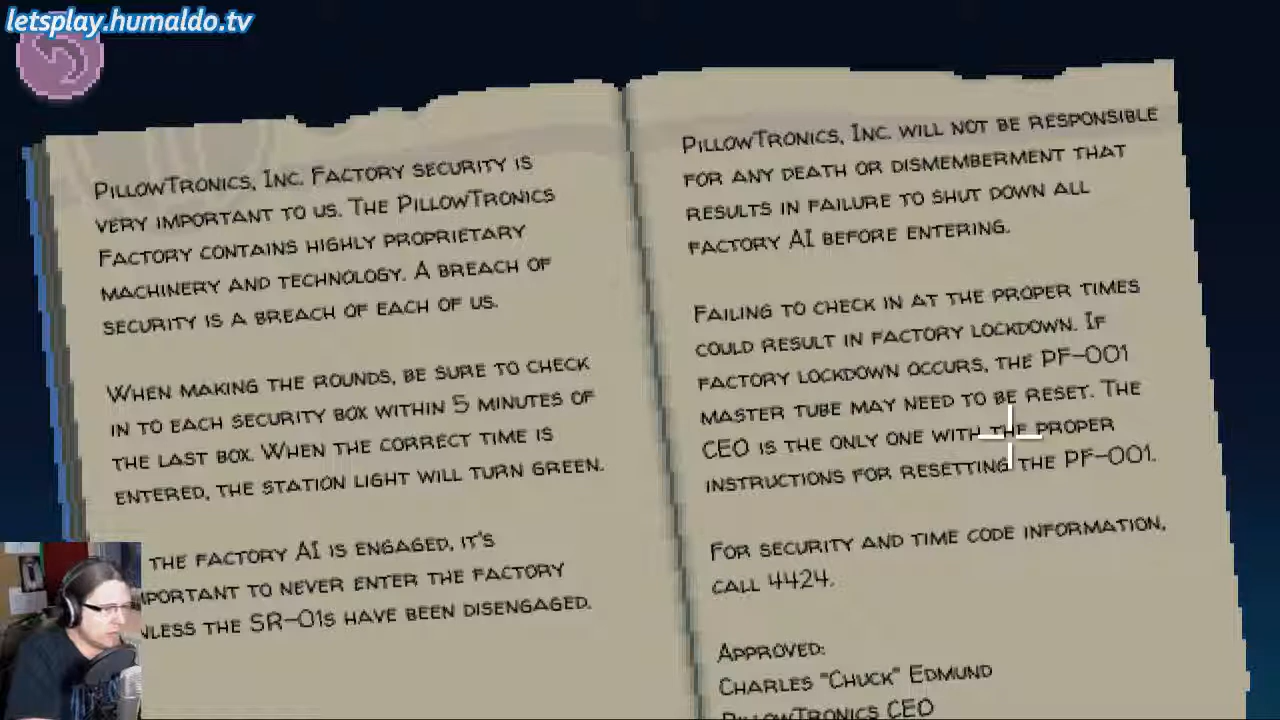 letsplay.humaldo.tv
PillowTronics, Inc. Factory security is
very important to us. The PillowTronics
Factory contains highly proprietary
machinery and technology. A breach of
security is a breach of each of us.
When making the rounds, be sure to check
in to each security box within 5 minutes of
the last box. When the correct time is
entered, the station light will turn green.
the factory AI is engaged, it's
to never enter the factory
the SR-01s have been disengaged.
PillowTronics, Inc. will not be responsible
for any death or dismemberment that
results in failure to shut down all
factory AI before entering.
Failing to check in at the proper times
could result in factory lockdown. If
factory lockdown occurs, the PF-001
master tube may need to be reset. The
CEO is the only one with the proper
instructions for resetting the PF-001.
For security and time code information,
call 4424.
Approved:
Charles "Chuck" Edmund
PillowTronics CEO